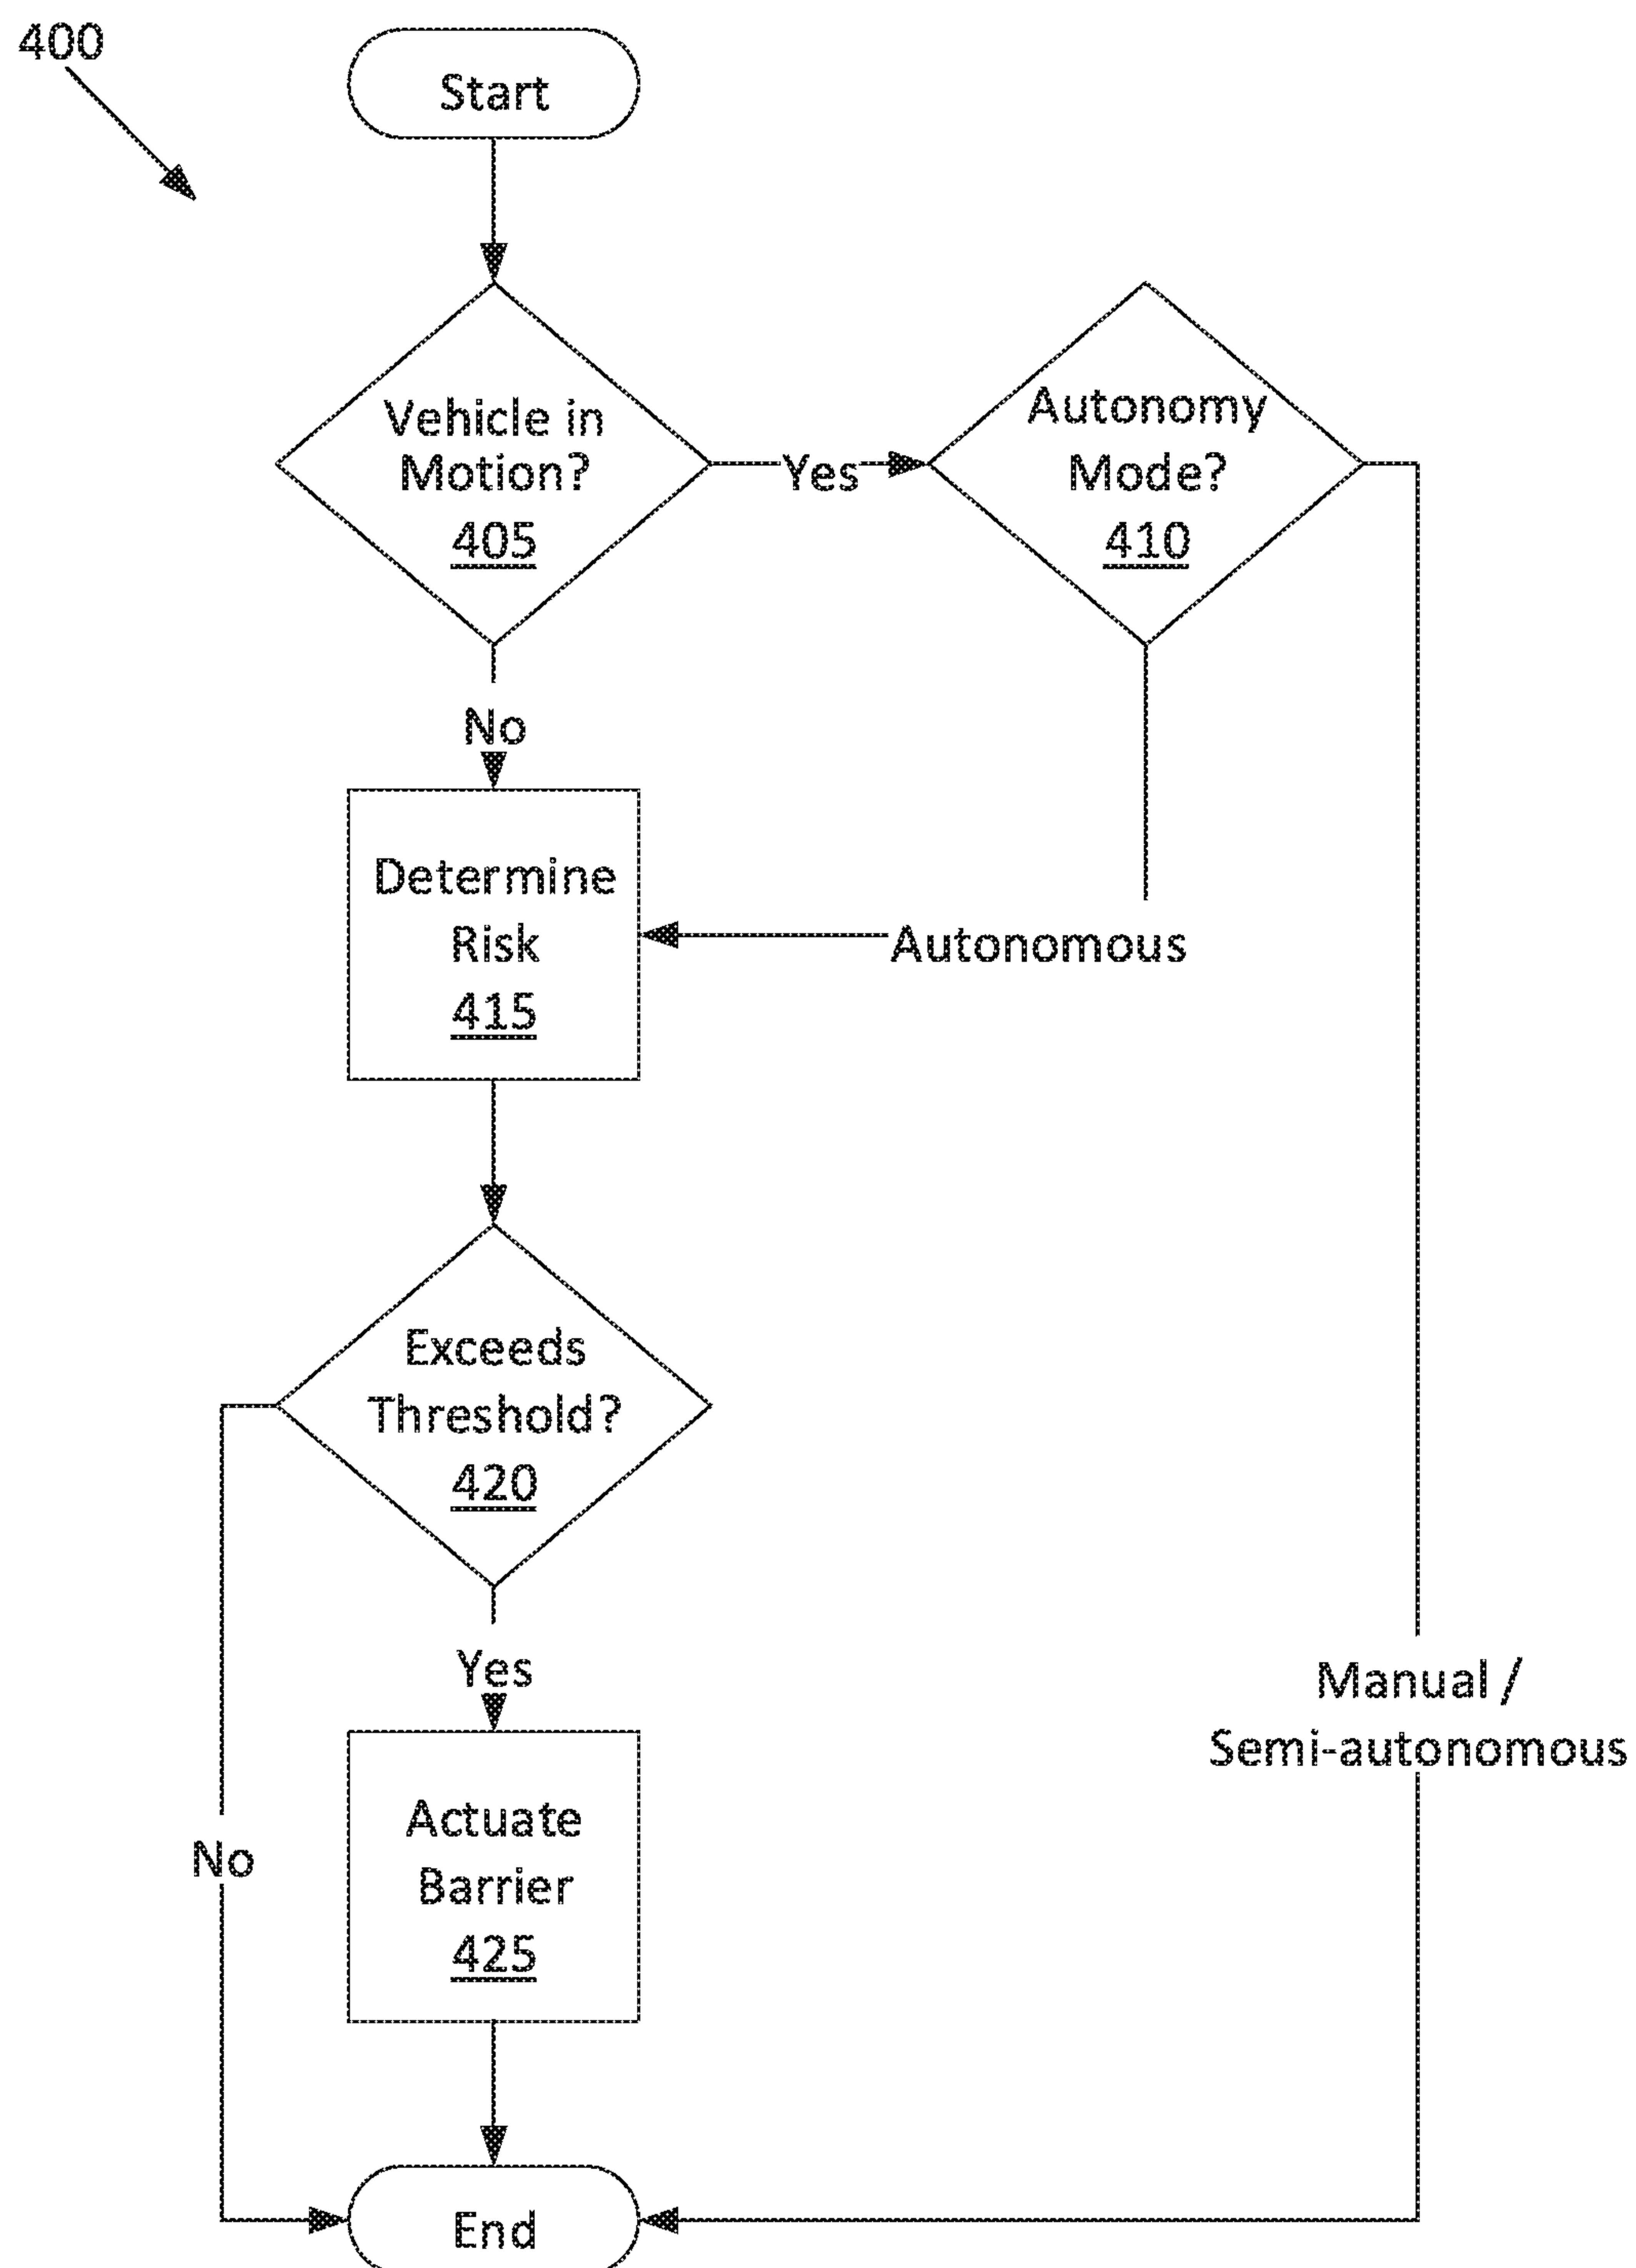 400
Start
Vehicle in
Motion?
405
Yes
Autonomy
Mode?
410
No
Determine
Risk
415
Autonomous
Exceeds
Threshold?
420
Yes
Manual /
Semi-autonomous
Actuate
Barrier
425
No
End